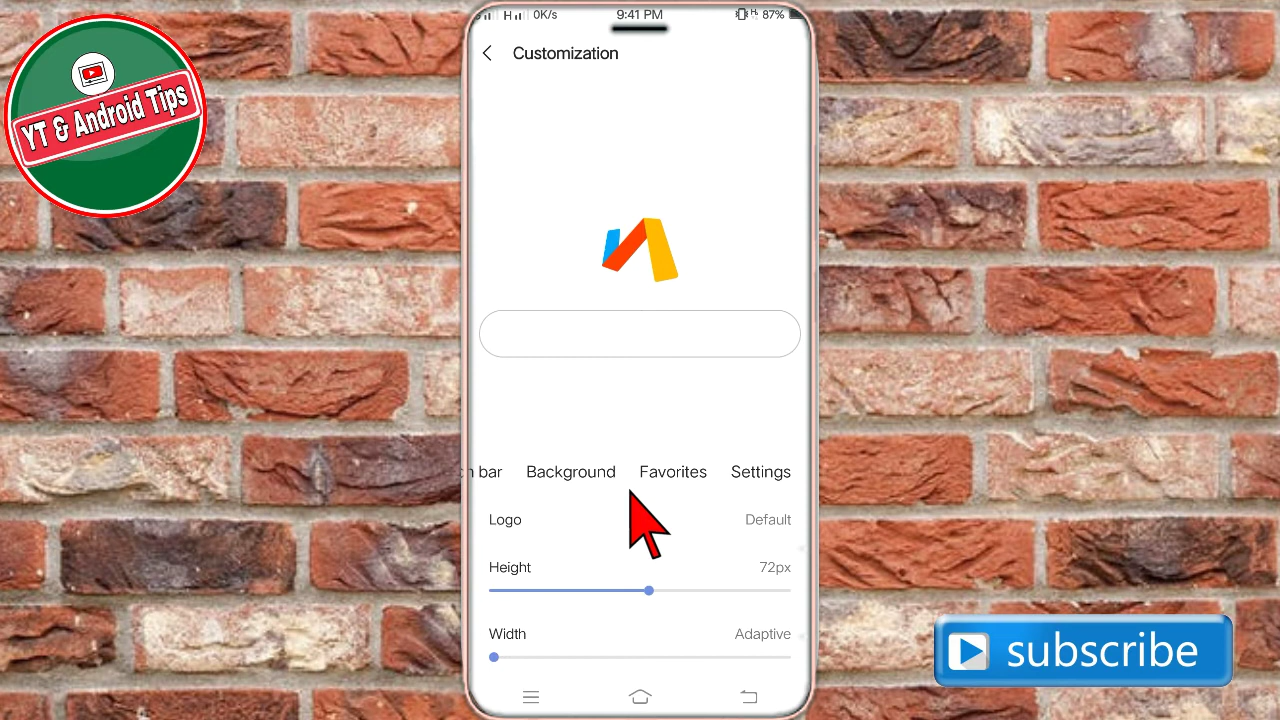 YT & Android Tips
H 0K/s 9:41 PM H 87%
Customization
h bar Background Favorites Settings
Logo Default
Height 72px
Width Adaptive
subscribe